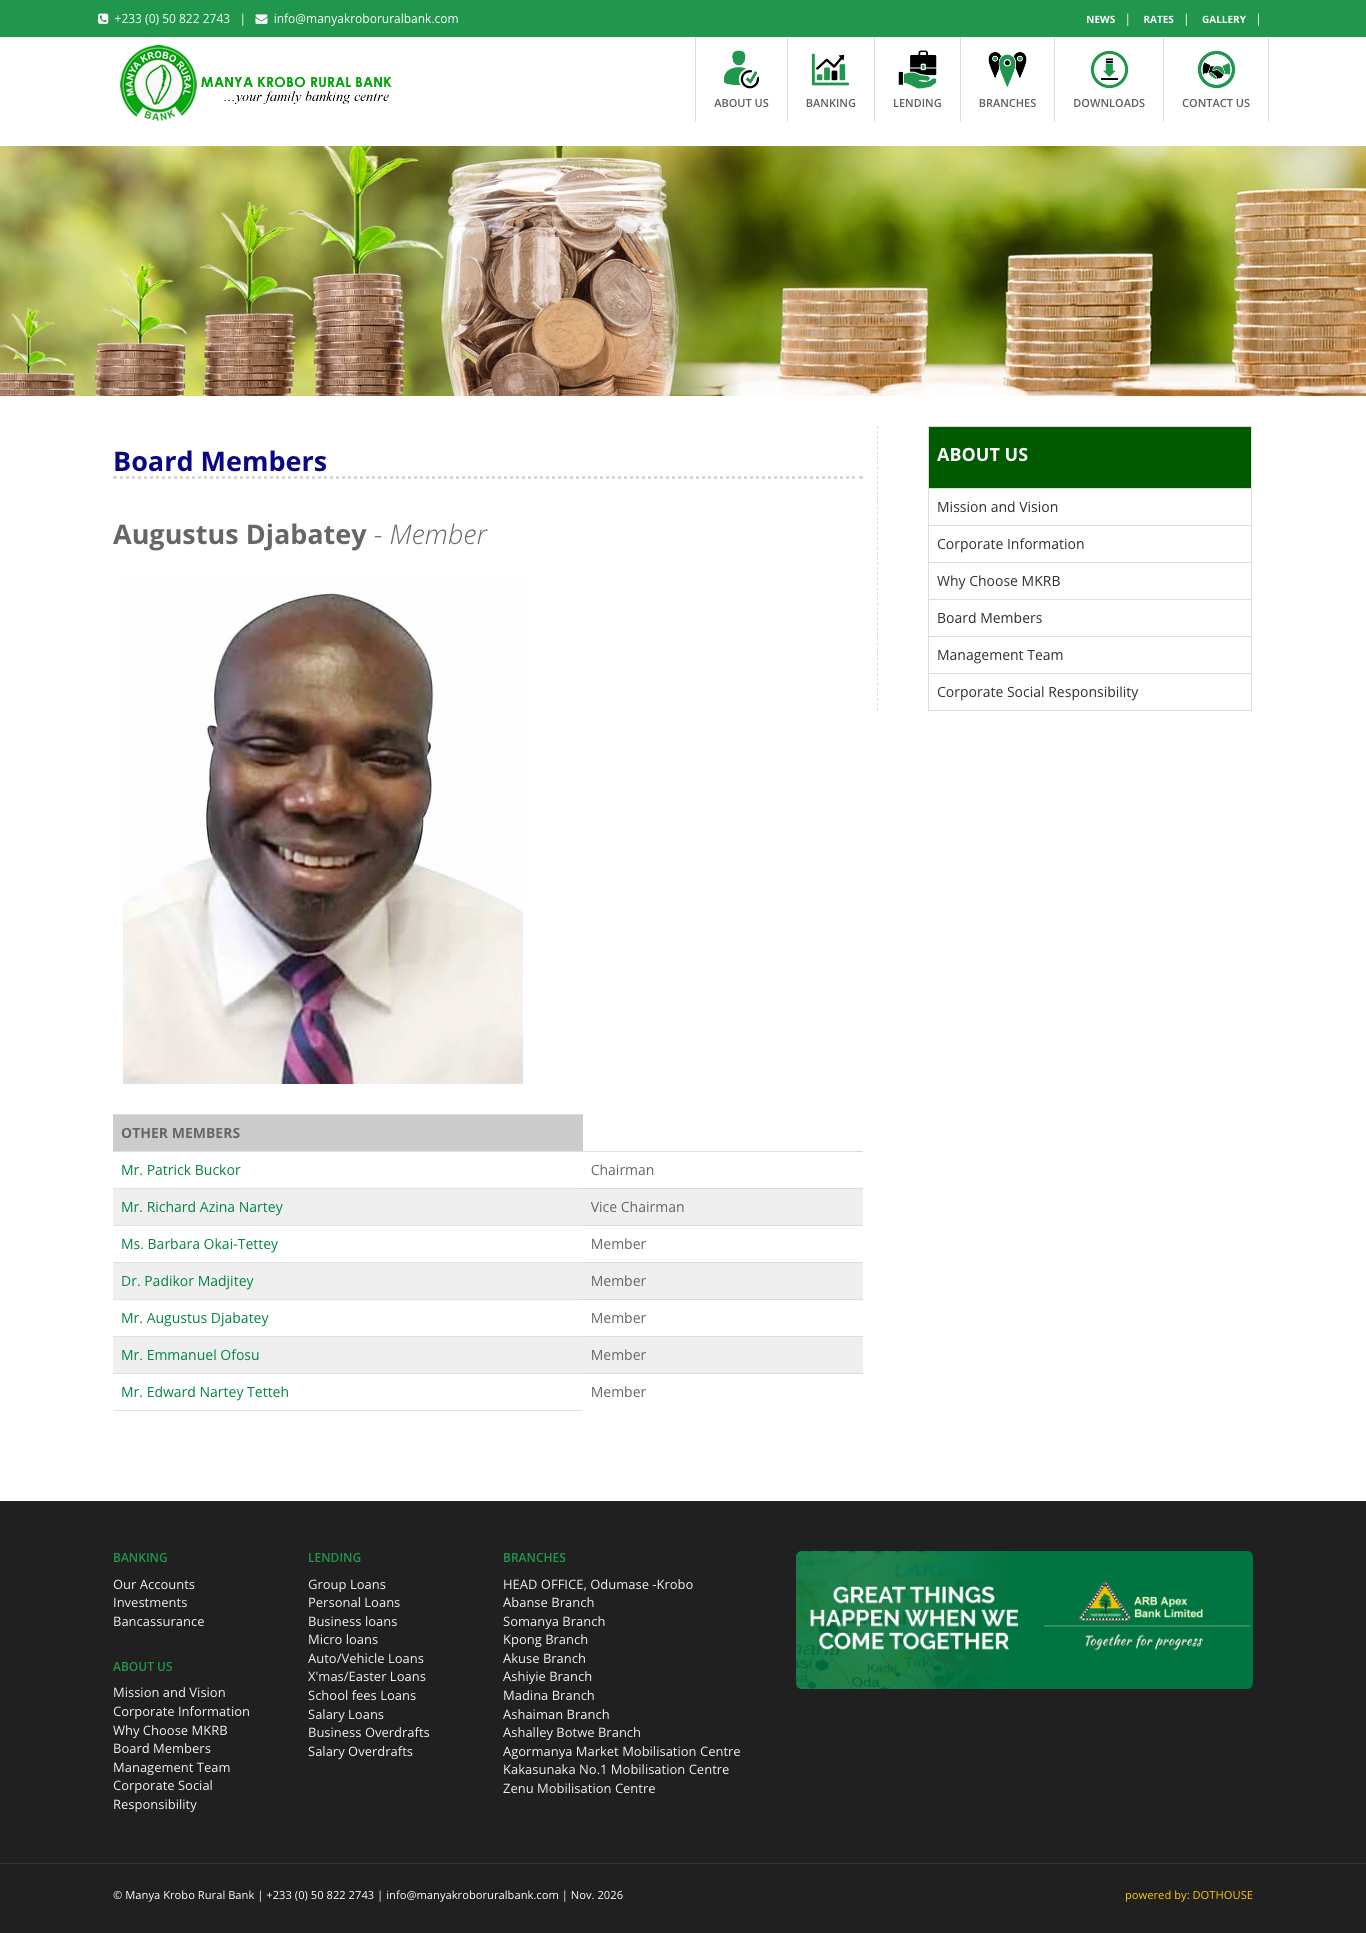 +233 (0) 50 822 2743 | info@manyakroboruralbank.com
NEWS | RATES | GALLERY |
MANYA KROBO RURAL
BANK
MANYA KROBO RURAL BANK
...your family banking centre
ABOUT US
BANKING
LENDING
BRANCHES
DOWNLOADS
CONTACT US
Board Members
Augustus Djabatey - Member
OTHER MEMBERS
Mr. Patrick Buckor Chairman
Mr. Richard Azina Nartey Vice Chairman
Ms. Barbara Okai-Tettey Member
Dr. Padikor Madjitey Member
Mr. Augustus Djabatey Member
Mr. Emmanuel Ofosu Member
Mr. Edward Nartey Tetteh Member
ABOUT US
Mission and Vision
Corporate Information
Why Choose MKRB
Board Members
Management Team
Corporate Social Responsibility
BANKING
Our Accounts
Investments
Bancassurance
ABOUT US
Mission and Vision
Corporate Information
Why Choose MKRB
Board Members
Management Team
Corporate Social
Responsibility
LENDING
Group Loans
Personal Loans
Business loans
Micro loans
Auto/Vehicle Loans
X'mas/Easter Loans
School fees Loans
Salary Loans
Business Overdrafts
Salary Overdrafts
BRANCHES
HEAD OFFICE, Odumase -Krobo
Abanse Branch
Somanya Branch
Kpong Branch
Akuse Branch
Ashiyie Branch
Madina Branch
Ashaiman Branch
Ashalley Botwe Branch
Agormanya Market Mobilisation Centre
Kakasunaka No.1 Mobilisation Centre
Zenu Mobilisation Centre
GREAT THINGS
HAPPEN WHEN WE
COME TOGETHER
ARB Apex
Bank Limited
Together for progress
© Manya Krobo Rural Bank | +233 (0) 50 822 2743 | info@manyakroboruralbank.com | Nov. 2026
powered by: DOTHOUSE